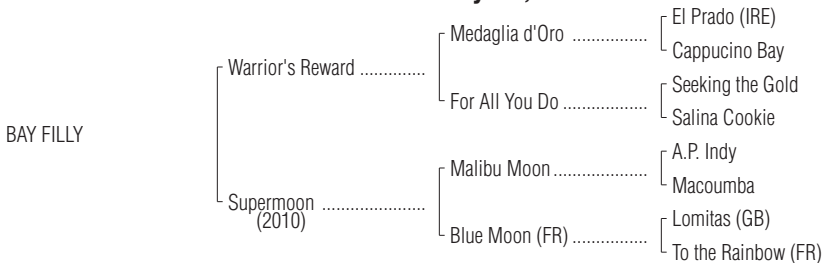 El Prado (IRE)
Medaglia d'Oro ................
Cappucino Bay
Warrior's Reward ..............
Seeking the Gold
For All You Do ..................
Salina Cookie
BAY FILLY
A.P. Indy
Malibu Moon ....................
Macoumba
Supermoon ......................
(2010)
Lomitas (GB)
Blue Moon (FR) ................
To the Rainbow (FR)